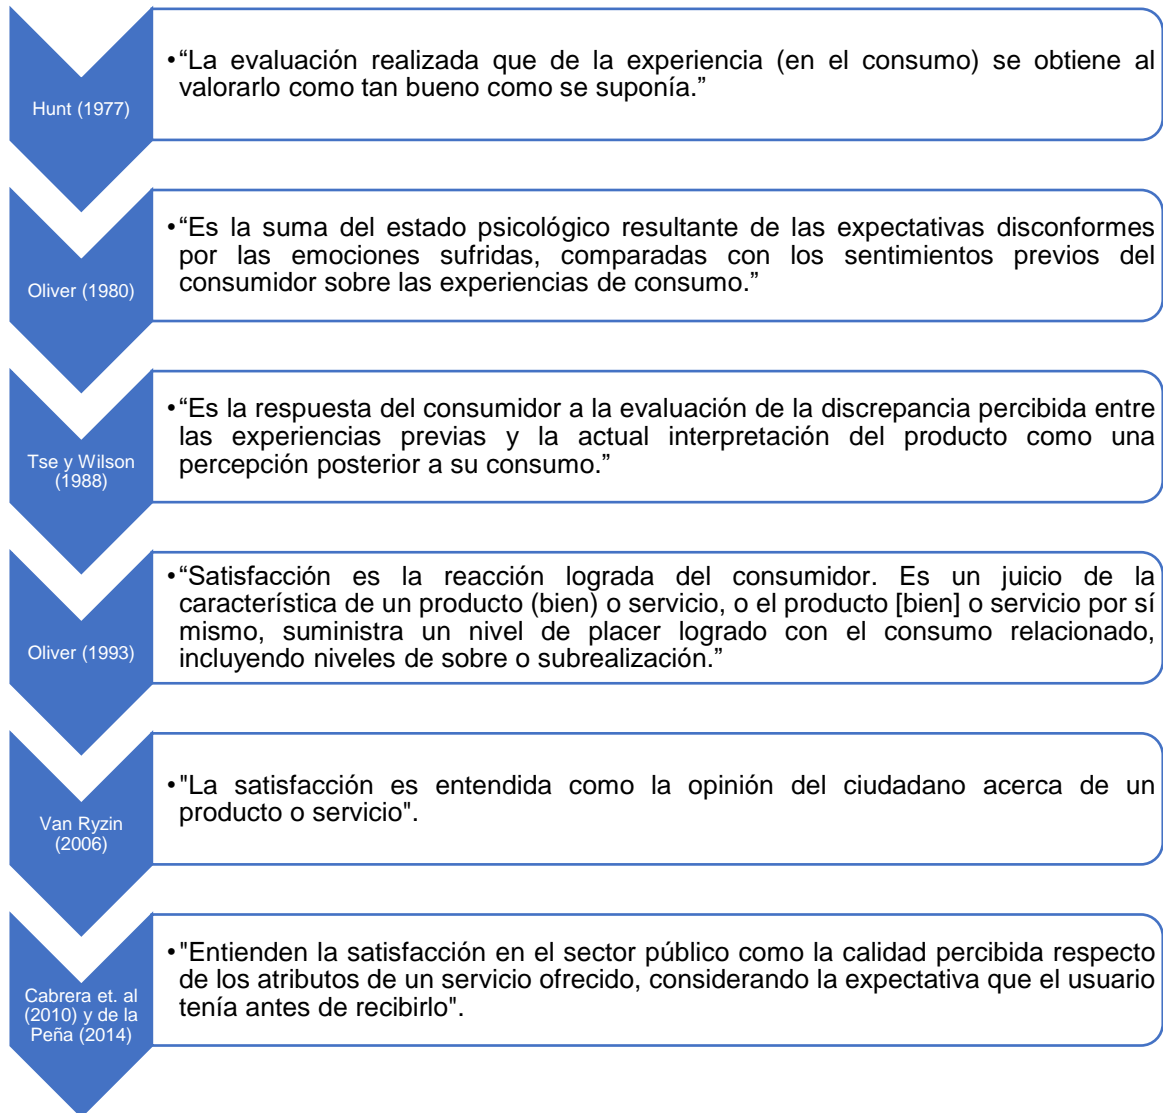 Hunt (1977)
•“La evaluación realizada que de la experiencia (en el consumo) se obtiene al
valorarlo como tan bueno como se suponía.”
Oliver (1980)
•“Es la suma del estado psicológico resultante de las expectativas disconformes
por las emociones sufridas, comparadas con los sentimientos previos del
consumidor sobre las experiencias de consumo.”
Tse y Wilson
(1988)
•“Es la respuesta del consumidor a la evaluación de la discrepancia percibida entre
las experiencias previas y la actual interpretación del producto como una
percepción posterior a su consumo.”
Oliver (1993)
•“Satisfacción es la reacción lograda del consumidor. Es un juicio de la
característica de un producto (bien) o servicio, o el producto [bien] o servicio por sí
mismo, suministra un nivel de placer logrado con el consumo relacionado,
incluyendo niveles de sobre o subrealización.”
Van Ryzin
(2006)
•"La satisfacción es entendida como la opinión del ciudadano acerca de un
producto o servicio".
Cabrera et. al
(2010) y de la
Peña (2014)
•"Entienden la satisfacción en el sector público como la calidad percibida respecto
de los atributos de un servicio ofrecido, considerando la expectativa que el usuario
tenía antes de recibirlo".